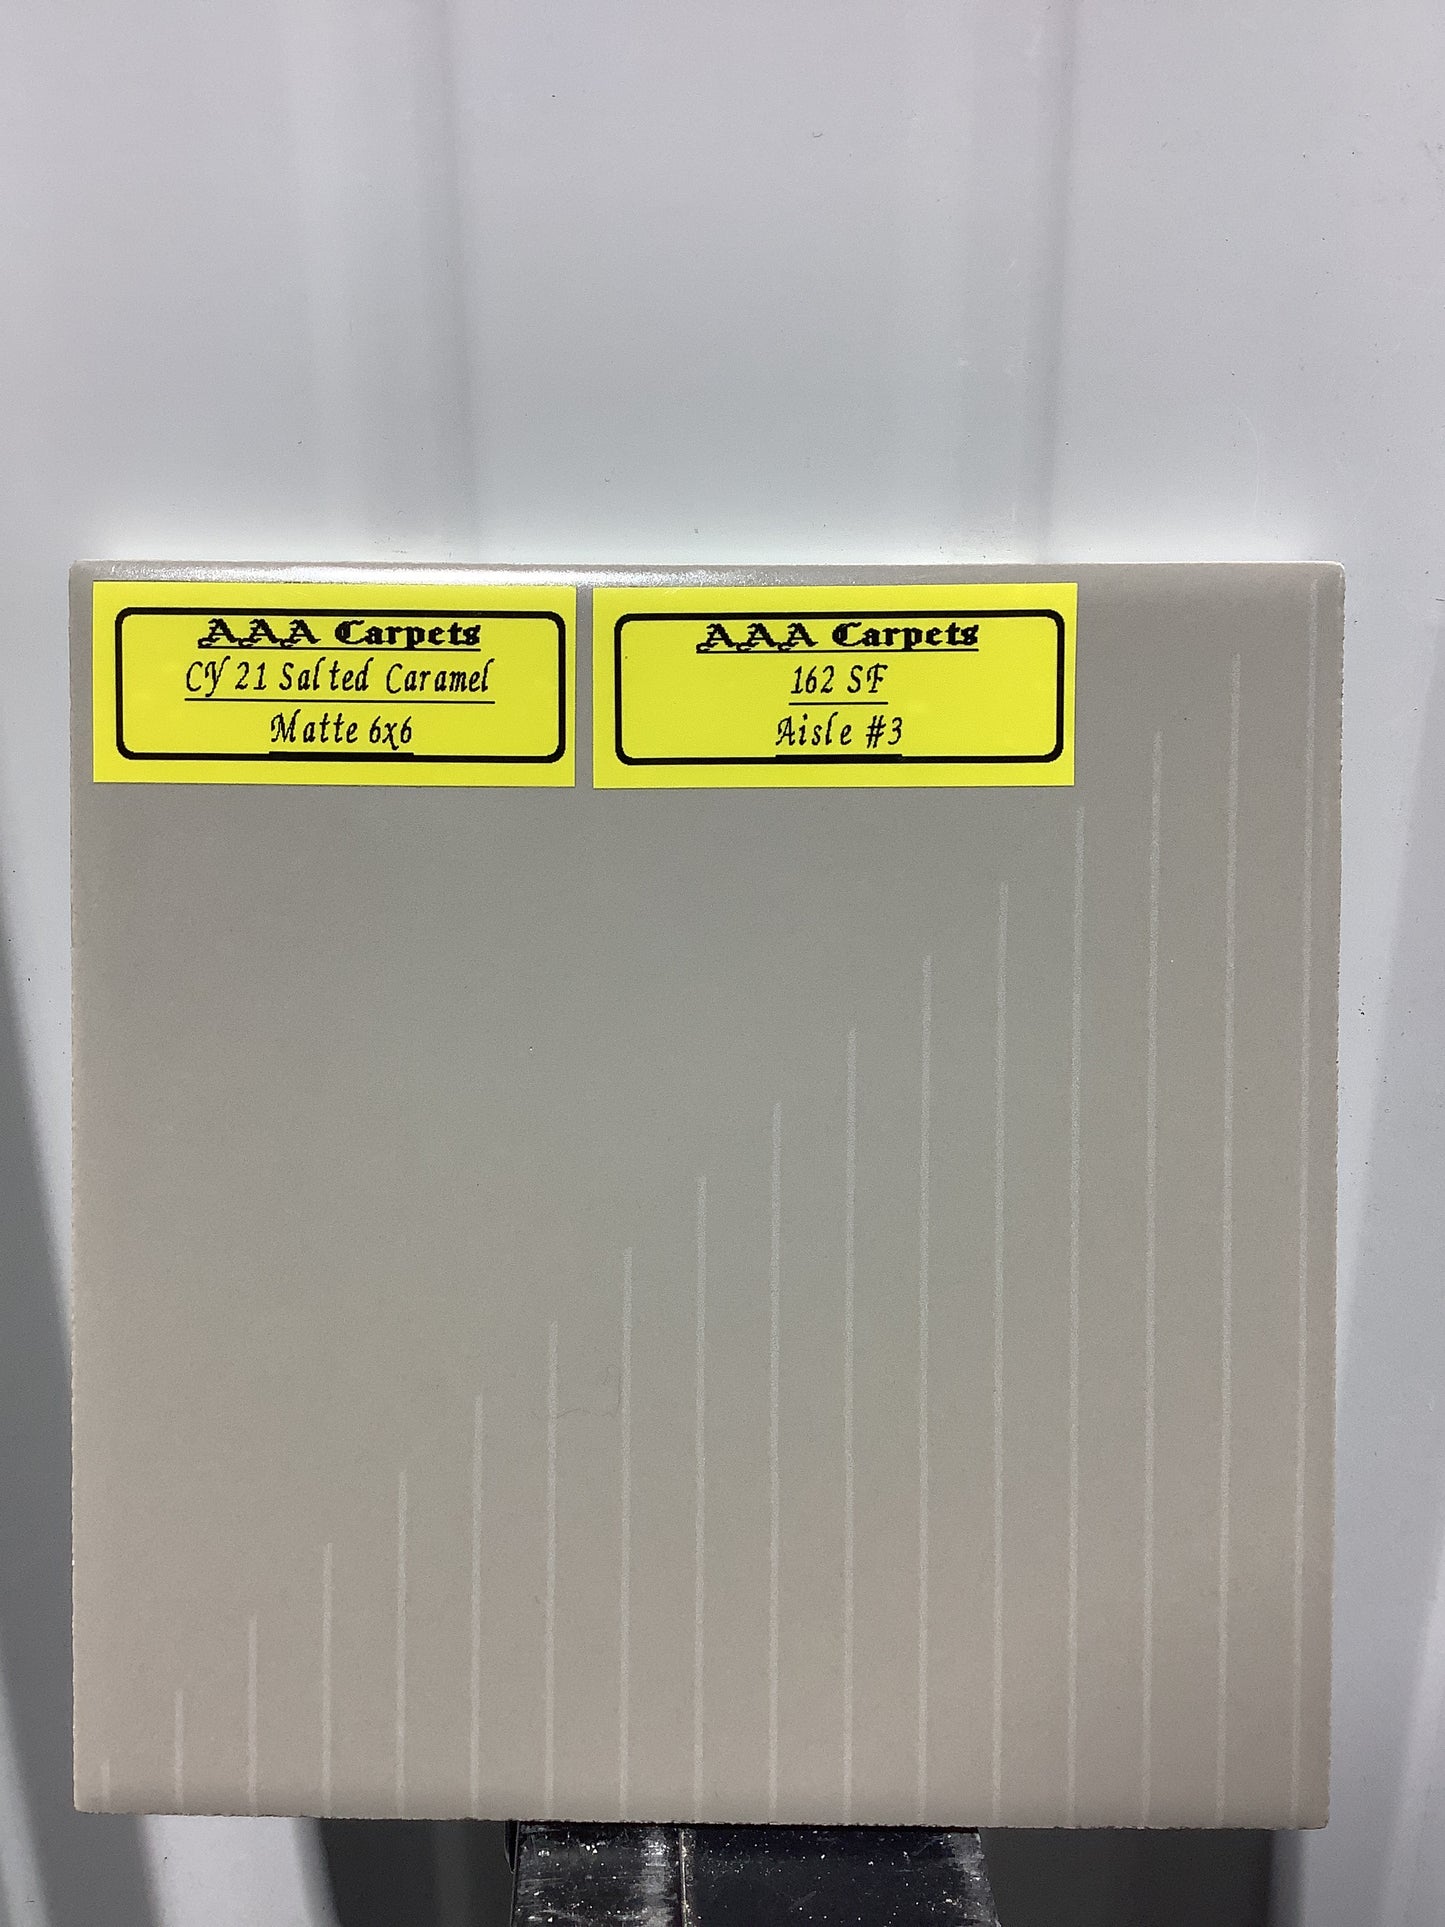 AAA Carpets
CY 21 Salted Caramel
Matte 6x6
AAA Carpets
162 SF
Aisle #3